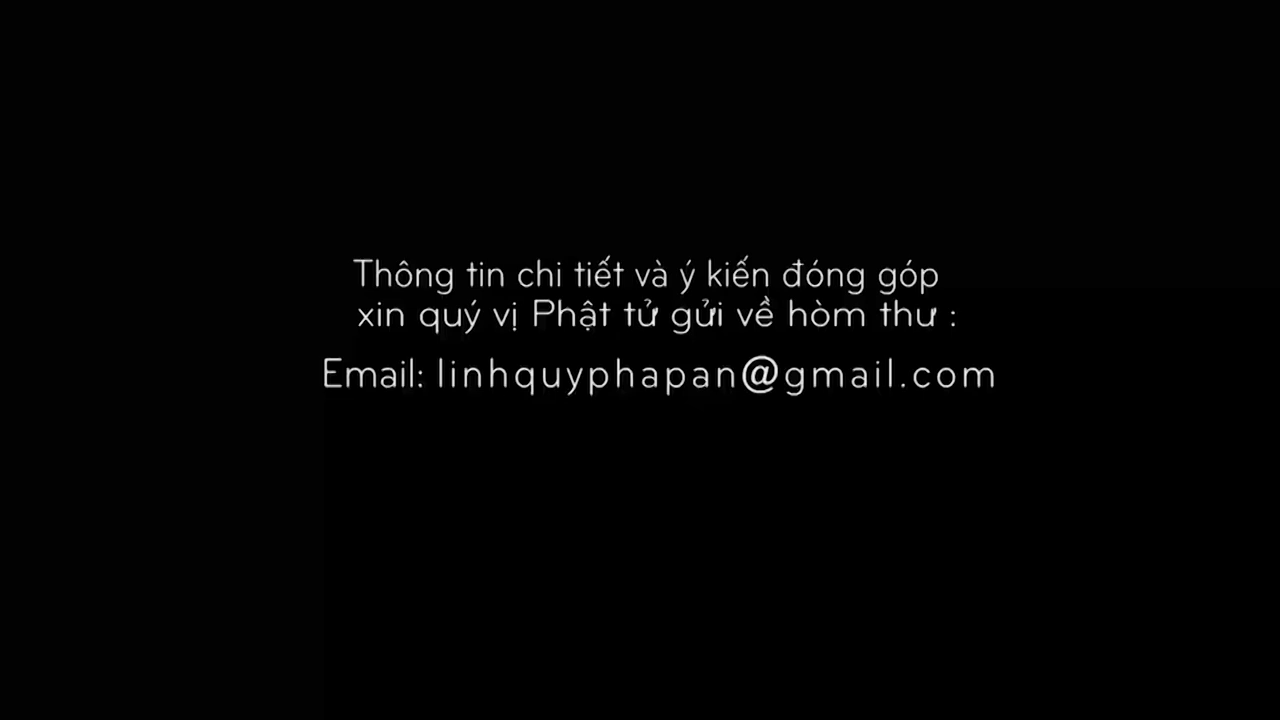 Thông tin chi tiết và ý kiến đóng góp
xin quý vị Phật tử gửi về hòm thư :
Email: linhquyphapan@gmail.com